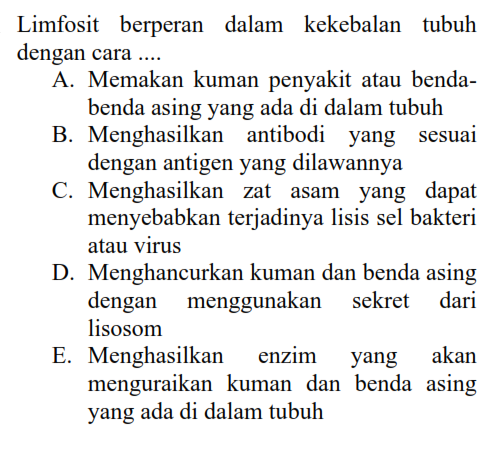 Limfosit berperan dalam kekebalan tubuh
dengan cara ....
A. Memakan kuman penyakit atau benda-
benda asing yang ada di dalam tubuh
B. Menghasilkan antibodi yang sesuai
dengan antigen yang dilawannya
C. Menghasilkan zat asam yang dapat
menyebabkan terjadinya lisis sel bakteri
atau virus
D. Menghancurkan kuman dan benda asing
dengan menggunakan sekret dari
lisosom
E. Menghasilkan enzim yang akan
menguraikan kuman dan benda asing
yang ada di dalam tubuh